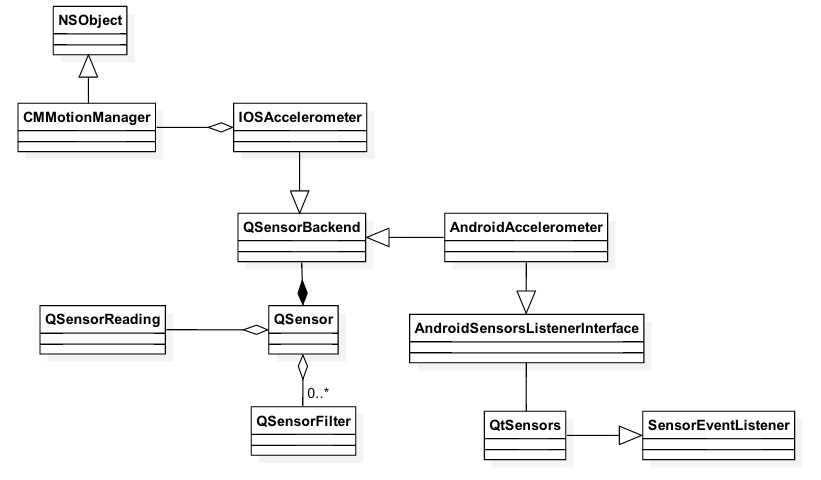 NSObject
CMMotionManager
IOSAccelerometer
QSensorBackend
AndroidAccelerometer
QSensorReading
QSensor
AndroidSensorsListenerInterface
0..*
QSensorFilter
QtSensors
SensorEventListener